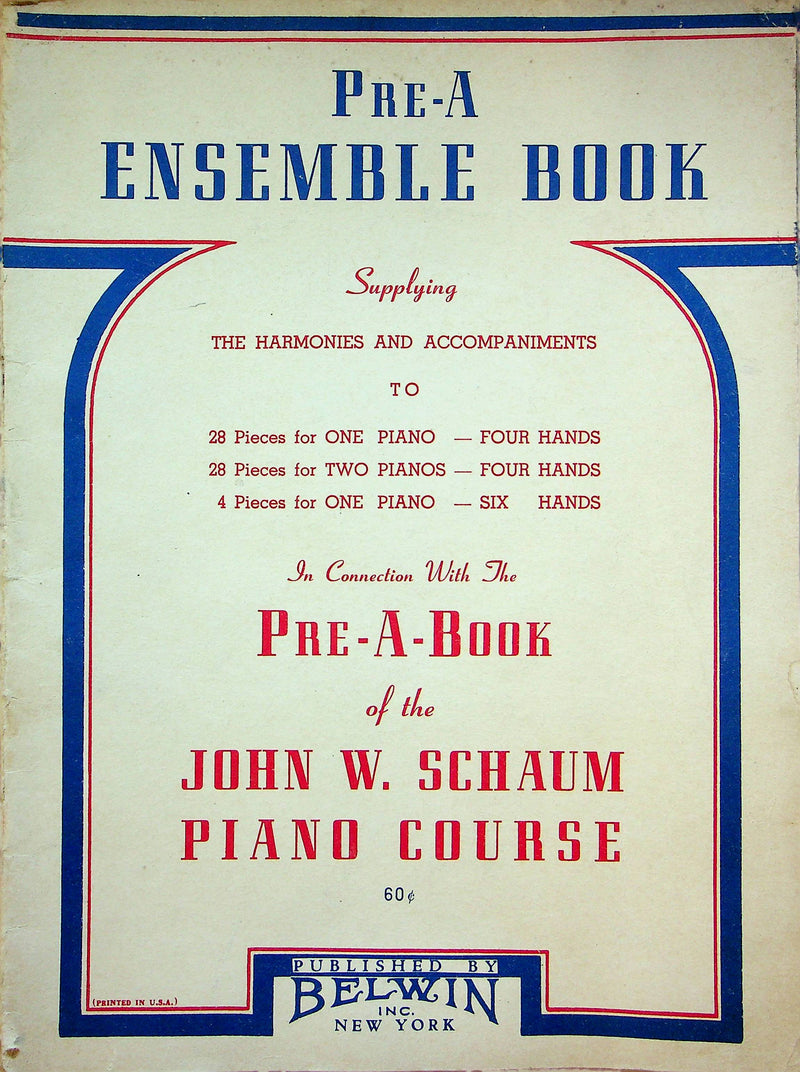 PRE-A
ENSEMBLE BOOK
Supplying
THE HARMONIES AND ACCOMPANIMENTS
TO
28 Pieces for ONE PIANO — FOUR HANDS
28 Pieces for TWO PIANOS — FOUR HANDS
4 Pieces for ONE PIANO — SIX HANDS
In Connection With The
PRE-A-BOOK
of the
JOHN W. SCHAUM
PIANO COURSE
60¢
PUBLISHED BY
BELWIN
INC.
NEW YORK
(PRINTED IN U.S.A.)